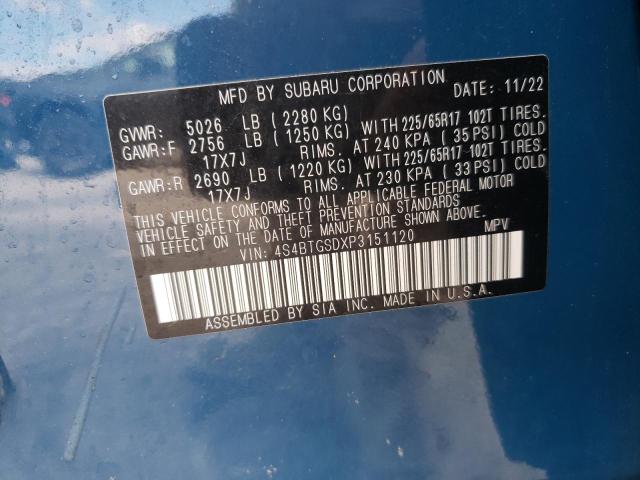 MFD BY SUBARU CORPORATION DATE: 11/22
GVWR: 5026 LB (2280 KG)
GAWR:F 2756 LB (1250 KG) WITH 225/65R17 102T TIRES.
17X7J RIMS. AT 240 KPA (35 PSI) COLD
GAWR:R 2690 LB (1220 KG) WITH 225/65R17 102T TIRES.
17X7J RIMS. AT 230 KPA (33 PSI) COLD
THIS VEHICLE CONFORMS TO ALL APPLICABLE FEDERAL MOTOR
VEHICLE SAFETY AND THEFT PREVENTION STANDARDS
IN EFFECT ON THE DATE OF MANUFACTURE SHOWN ABOVE.
VIN: 4S4BTGSDXP3151120 MPV
ASSEMBLED BY SIA INC. MADE IN U.S.A.